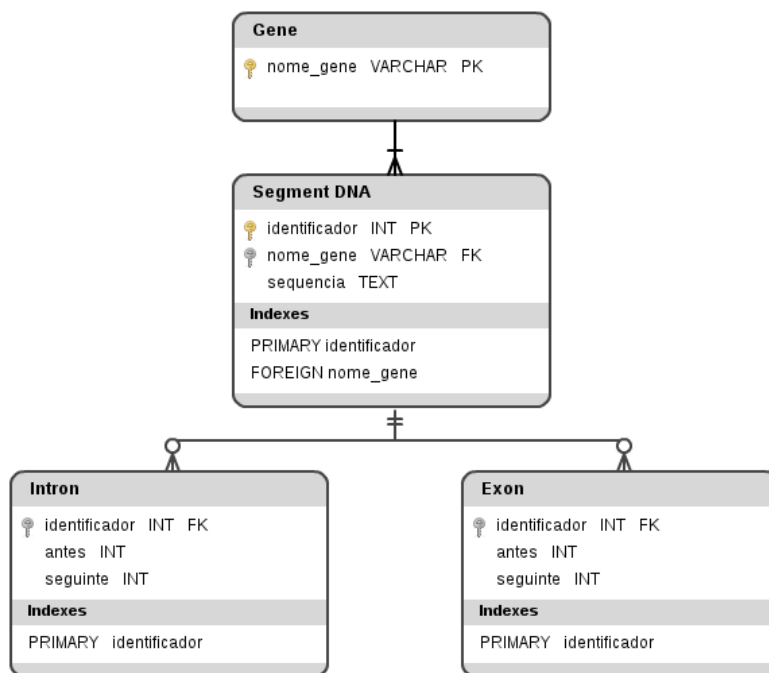 Gene
nome_gene VARCHAR PK
Segment DNA
identificador INT PK
nome_gene VARCHAR FK
sequencia TEXT
Indexes
PRIMARY identificador
FOREIGN nome_gene
Intron
identificador INT FK
antes INT
seguinte INT
Indexes
PRIMARY identificador
Exon
identificador INT FK
antes INT
seguinte INT
Indexes
PRIMARY identificador